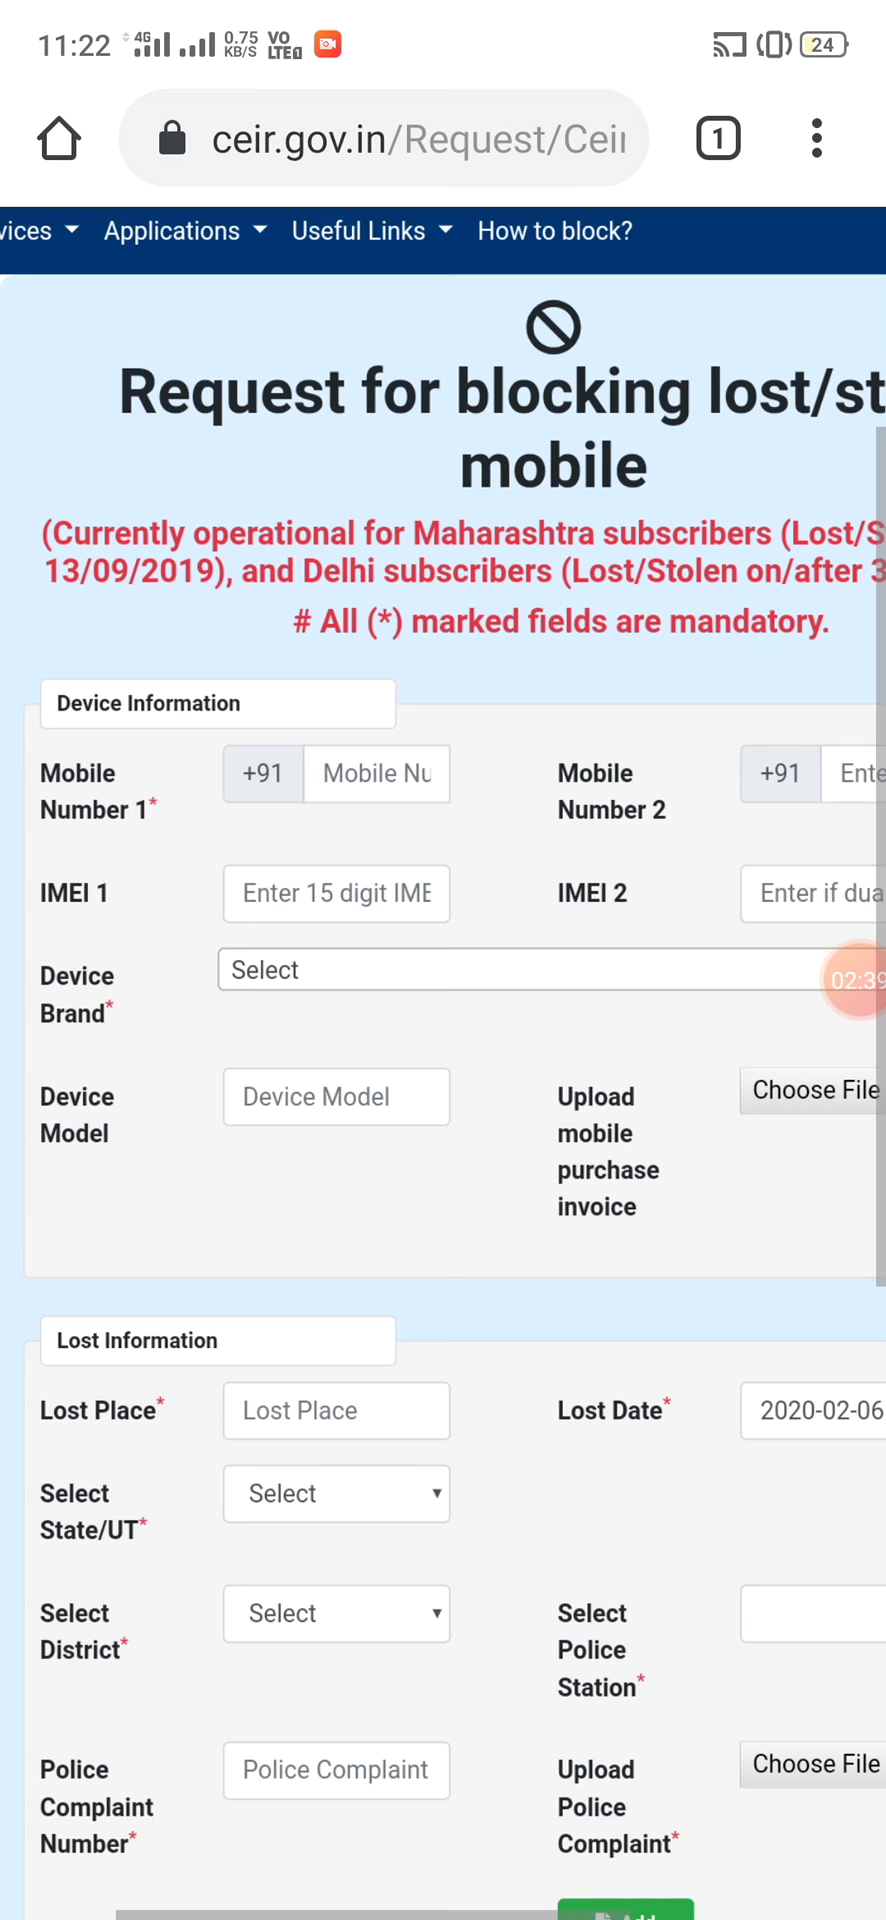 11:22 4G 0.75 KB/S VO LTE 24
ceir.gov.in/Request/Ceir
1
vices Applications Useful Links How to block?
Request for blocking lost/st
mobile
(Currently operational for Maharashtra subscribers (Lost/S
13/09/2019), and Delhi subscribers (Lost/Stolen on/after 3
# All (*) marked fields are mandatory.
Device Information
Mobile Number 1* +91 Mobile Nu
Mobile Number 2 +91 Ente
IMEI 1 Enter 15 digit IME
IMEI 2 Enter if dua
Device Brand* Select
02:39
Device Model Device Model
Upload mobile purchase invoice Choose File
Lost Information
Lost Place* Lost Place
Lost Date* 2020-02-06
Select State/UT* Select
Select District* Select
Select Police Station*
Police Complaint Number* Police Complaint
Upload Police Complaint* Choose File
Add